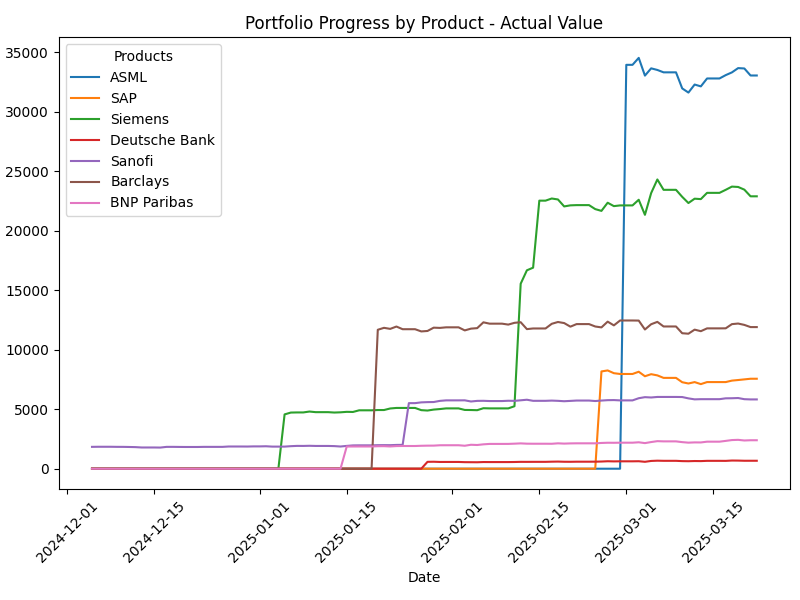 Portfolio Progress by Product - Actual Value
Products
ASML
SAP
Siemens
Deutsche Bank
Sanofi
Barclays
BNP Paribas
35000
30000
25000
20000
15000
10000
5000
0
2024-12-01
2024-12-15
2025-01-01
2025-01-15
2025-02-01
2025-02-15
2025-03-01
2025-03-15
Date